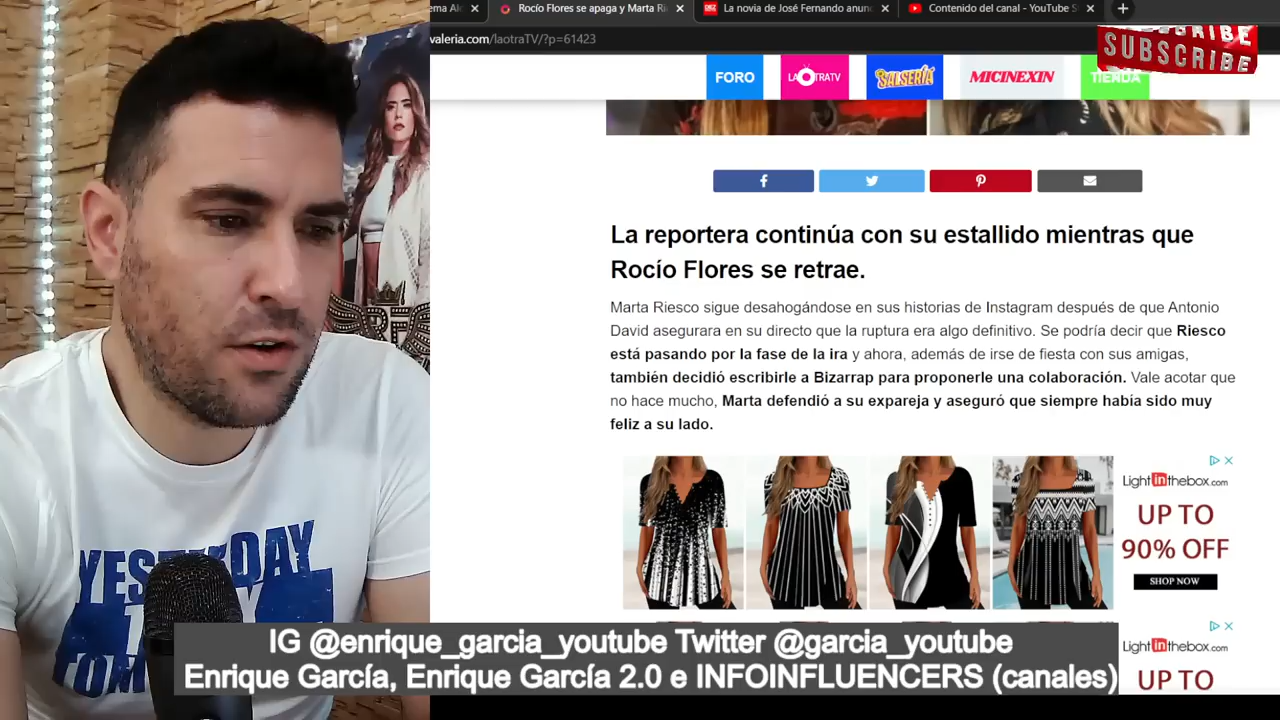 ema Al
Rocío Flores se apaga y Marta Ri
La novia de José Fernando anun
Contenido del canal - YouTube S
valeria.com/laotraTV/?p=61423
SUBSCRIBE
SUBSCRIBE
FORO
LA OTRATV
SALSERÍA
MICINEXIN
TIENDA
La reportera continúa con su estallido mientras que
Rocío Flores se retrae.
Marta Riesco sigue desahogándose en sus historias de Instagram después de que Antonio
David asegurara en su directo que la ruptura era algo definitivo. Se podría decir que Riesco
está pasando por la fase de la ira y ahora, además de irse de fiesta con sus amigas,
también decidió escribirle a Bizarrap para proponerle una colaboración. Vale acotar que
no hace mucho, Marta defendió a su expareja y aseguró que siempre había sido muy
feliz a su lado.
Lightinthebox.com
UP TO
90% OFF
SHOP NOW
Lightinthebox.com
UP TO
YESTERDAY
IG @enrique_garcia_youtube Twitter @garcia_youtube
Enrique García, Enrique García 2.0 e INFOINFLUENCERS (canales)